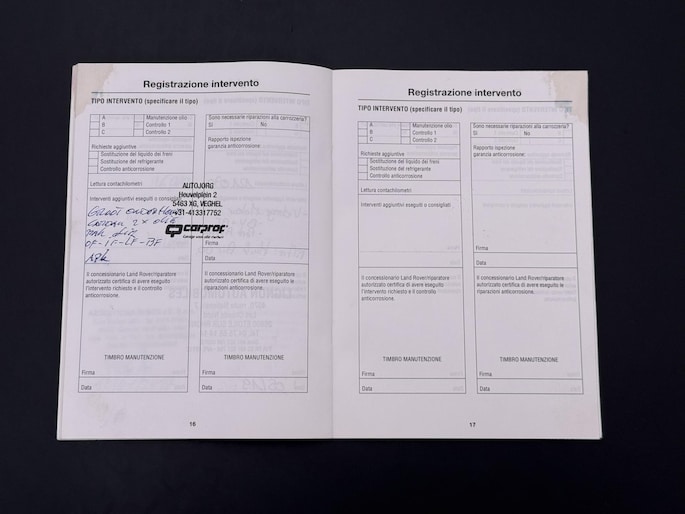 Registrazione intervento
TIPO INTERVENTO (specificare il tipo)
A
Manutenzione olio
B
Controllo 1
C
Controllo 2
Richieste aggiuntive
Sostituzione del liquido dei freni
Sostituzione del refrigerante
Controllo anticorrosione
Lettura contachilometri
Interventi aggiuntivi eseguiti o consigliati
OF-IF-LF-BF
Il concessionario Land Rover/riparatore
autorizzato certifica di avere eseguito
l'intervento richiesto e il controllo
anticorrosione.
TIMBRO MANUTENZIONE
Firma
Data
Sono necessarie riparazioni alla carrozzeria?
Sì No
Rapporto ispezione
garanzia anticorrosione:
AUTOJORG
Heuvelplein 2
5463 XG, VEGHEL
+31-413317752
carprof
Firma
Data
Il concessionario Land Rover/riparatore
autorizzato certifica di avere eseguito le
riparazioni anticorrosione.
TIMBRO MANUTENZIONE
Firma
Data
16
Registrazione intervento
TIPO INTERVENTO (specificare il tipo)
A
Manutenzione olio
B
Controllo 1
C
Controllo 2
Richieste aggiuntive
Sostituzione del liquido dei freni
Sostituzione del refrigerante
Controllo anticorrosione
Lettura contachilometri
Interventi aggiuntivi eseguiti o consigliati
Il concessionario Land Rover/riparatore
autorizzato certifica di avere eseguito
l'intervento richiesto e il controllo
anticorrosione.
TIMBRO MANUTENZIONE
Firma
Data
Sono necessarie riparazioni alla carrozzeria?
Sì No
Rapporto ispezione
garanzia anticorrosione:
Firma
Data
Il concessionario Land Rover/riparatore
autorizzato certifica di avere eseguito le
riparazioni anticorrosione.
TIMBRO MANUTENZIONE
Firma
Data
17